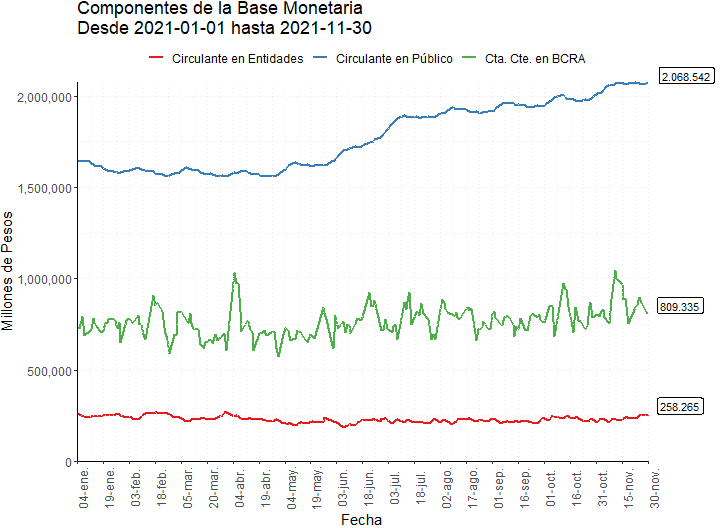 Componentes de la Base Monetaria
Desde 2021-01-01 hasta 2021-11-30
Circulante en Entidades
Circulante en Público
Cta. Cte. en BCRA
2.068.542
2,000,000
1,500,000
1,000,000
809.335
500,000
258.265
0
Millones de Pesos
04-ene.
19-ene.
03-feb.
18-feb.
05-mar.
20-mar.
04-abr.
19-abr.
04-may.
19-may.
03-jun.
18-jun.
03-jul.
18-jul.
02-ago.
17-ago.
01-sep.
16-sep.
01-oct.
16-oct.
31-oct.
15-nov.
30-nov.
Fecha